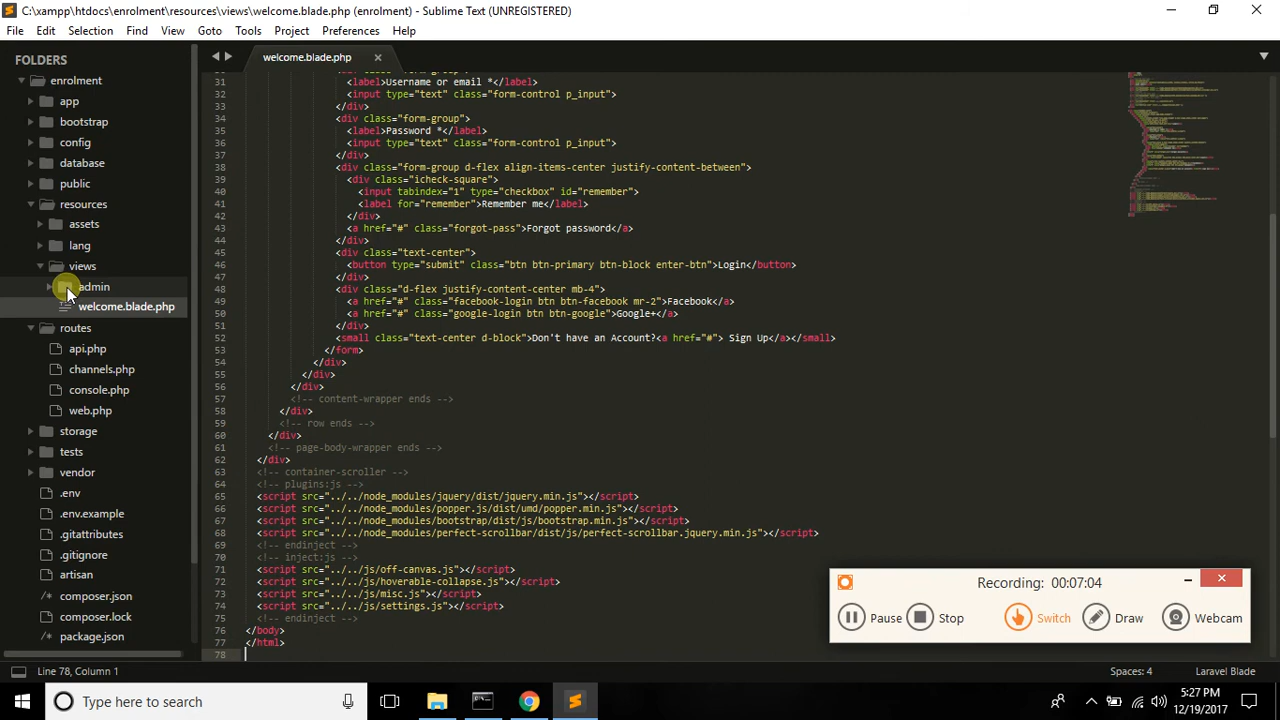 C:\xampp\htdocs\enrolment\resources\views\welcome.blade.php (enrolment) - Sublime Text (UNREGISTERED)
File Edit Selection Find View Goto Tools Project Preferences Help
FOLDERS
enrolment
app
bootstrap
config
database
public
resources
assets
lang
views
admin
welcome.blade.php
routes
api.php
channels.php
console.php
web.php
storage
tests
vendor
.env
.env.example
.gitattributes
.gitignore
artisan
composer.json
composer.lock
package.json
welcome.blade.php
31 <label>Username or email *</label>
32 <input type="text" class="form-control p_input">
33 </div>
34 <div class="form-group">
35 <label>Password *</label>
36 <input type="text" class="form-control p_input">
37 </div>
38 <div class="form-group d-flex align-items-center justify-content-between">
39 <div class="icheck-square">
40 <input tabindex="1" type="checkbox" id="remember">
41 <label for="remember">Remember me</label>
42 </div>
43 <a href="#" class="forgot-pass">Forgot password</a>
44 </div>
45 <div class="text-center">
46 <button type="submit" class="btn btn-primary btn-block enter-btn">Login</button>
47 </div>
48 <div class="d-flex justify-content-center mb-4">
49 <a href="#" class="facebook-login btn btn-facebook mr-2">Facebook</a>
50 <a href="#" class="google-login btn btn-google">Google+</a>
51 </div>
52 <small class="text-center d-block">Don't have an Account?<a href="#"> Sign Up</a></small>
53 </form>
54 </div>
55 </div>
56 </div>
57 <!-- content-wrapper ends -->
58 </div>
59 <!-- row ends -->
60 </div>
61 <!-- page-body-wrapper ends -->
62 </div>
63 <!-- container-scroller -->
64 <!-- plugins:js -->
65 <script src="../../node_modules/jquery/dist/jquery.min.js"></script>
66 <script src="../../node_modules/popper.js/dist/umd/popper.min.js"></script>
67 <script src="../../node_modules/bootstrap/dist/js/bootstrap.min.js"></script>
68 <script src="../../node_modules/perfect-scrollbar/dist/js/perfect-scrollbar.jquery.min.js"></script>
69 <!-- endinject -->
70 <!-- inject:js -->
71 <script src="../../js/off-canvas.js"></script>
72 <script src="../../js/hoverable-collapse.js"></script>
73 <script src="../../js/misc.js"></script>
74 <script src="../../js/settings.js"></script>
75 <!-- endinject -->
76 </body>
77 </html>
78
Recording: 00:07:04
Pause Stop Switch Draw Webcam
Line 78, Column 1 Spaces: 4 Laravel Blade
Type here to search
5:27 PM
12/19/2017